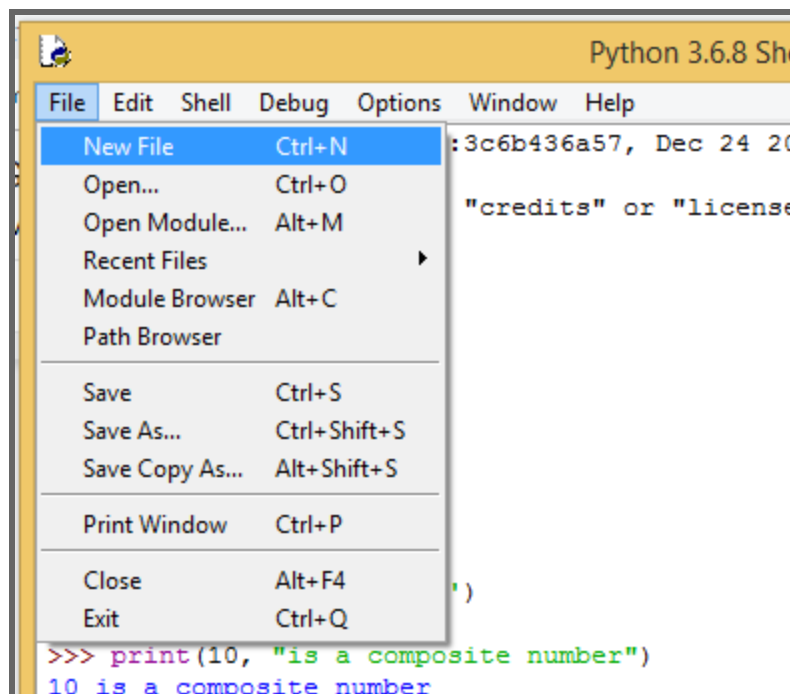 Python 3.6.8
File Edit Shell Debug Options Window Help
New File Ctrl+N
:3c6b436a57, Dec 24
Open... Ctrl+O
"credits" or "license
Open Module... Alt+M
Recent Files
Module Browser Alt+C
Path Browser
Save Ctrl+S
Save As... Ctrl+Shift+S
Save Copy As... Alt+Shift+S
Print Window Ctrl+P
Close Alt+F4
')
Exit Ctrl+Q
>>> print(10, "is a composite number")
10 is a composite number